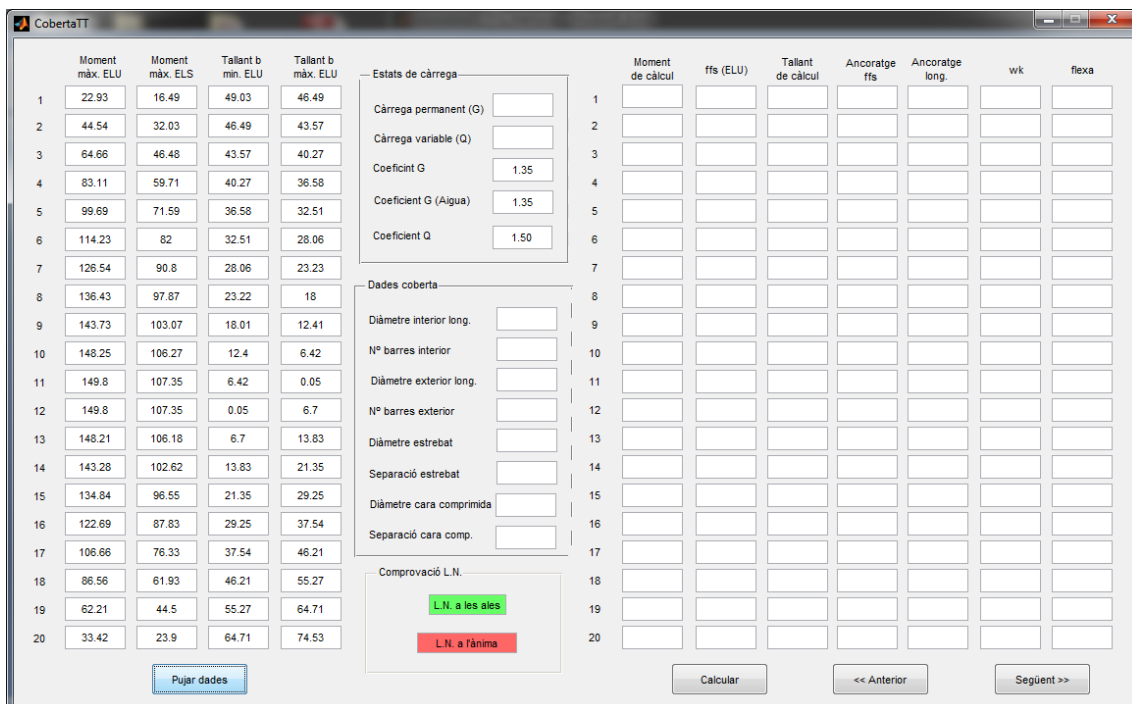 CobertaTT
Moment màx. ELU
Moment màx. ELS
Tallant b min. ELU
Tallant b màx. ELU
1 22.93 16.49 49.03 46.49
2 44.54 32.03 46.49 43.57
3 64.66 46.48 43.57 40.27
4 83.11 59.71 40.27 36.58
5 99.69 71.59 36.58 32.51
6 114.23 82 32.51 28.06
7 126.54 90.8 28.06 23.23
8 136.43 97.87 23.22 18
9 143.73 103.07 18.01 12.41
10 148.25 106.27 12.4 6.42
11 149.8 107.35 6.42 0.05
12 149.8 107.35 0.05 6.7
13 148.21 106.18 6.7 13.83
14 143.28 102.62 13.83 21.35
15 134.84 96.55 21.35 29.25
16 122.69 87.83 29.25 37.54
17 106.66 76.33 37.54 46.21
18 86.56 61.93 46.21 55.27
19 62.21 44.5 55.27 64.71
20 33.42 23.9 64.71 74.53
Pujar dades
Estats de càrrega
Càrrega permanent (G)
Càrrega variable (Q)
Coeficint G 1.35
Coeficient G (Aigua) 1.35
Coeficient Q 1.50
Dades coberta
Diàmetre interior long.
Nº barres interior
Diàmetre exterior long.
Nº barres exterior
Diàmetre estrebat
Separació estrebat
Diàmetre cara comprimida
Separació cara comp.
Comprovació L.N.
L.N. a les ales
L.N. a l'ànima
Moment de càlcul
ffs (ELU)
Tallant de càlcul
Ancoratge ffs
Ancoratge long.
wk
flexa
1
2
3
4
5
6
7
8
9
10
11
12
13
14
15
16
17
18
19
20
Calcular
<< Anterior
Següent >>